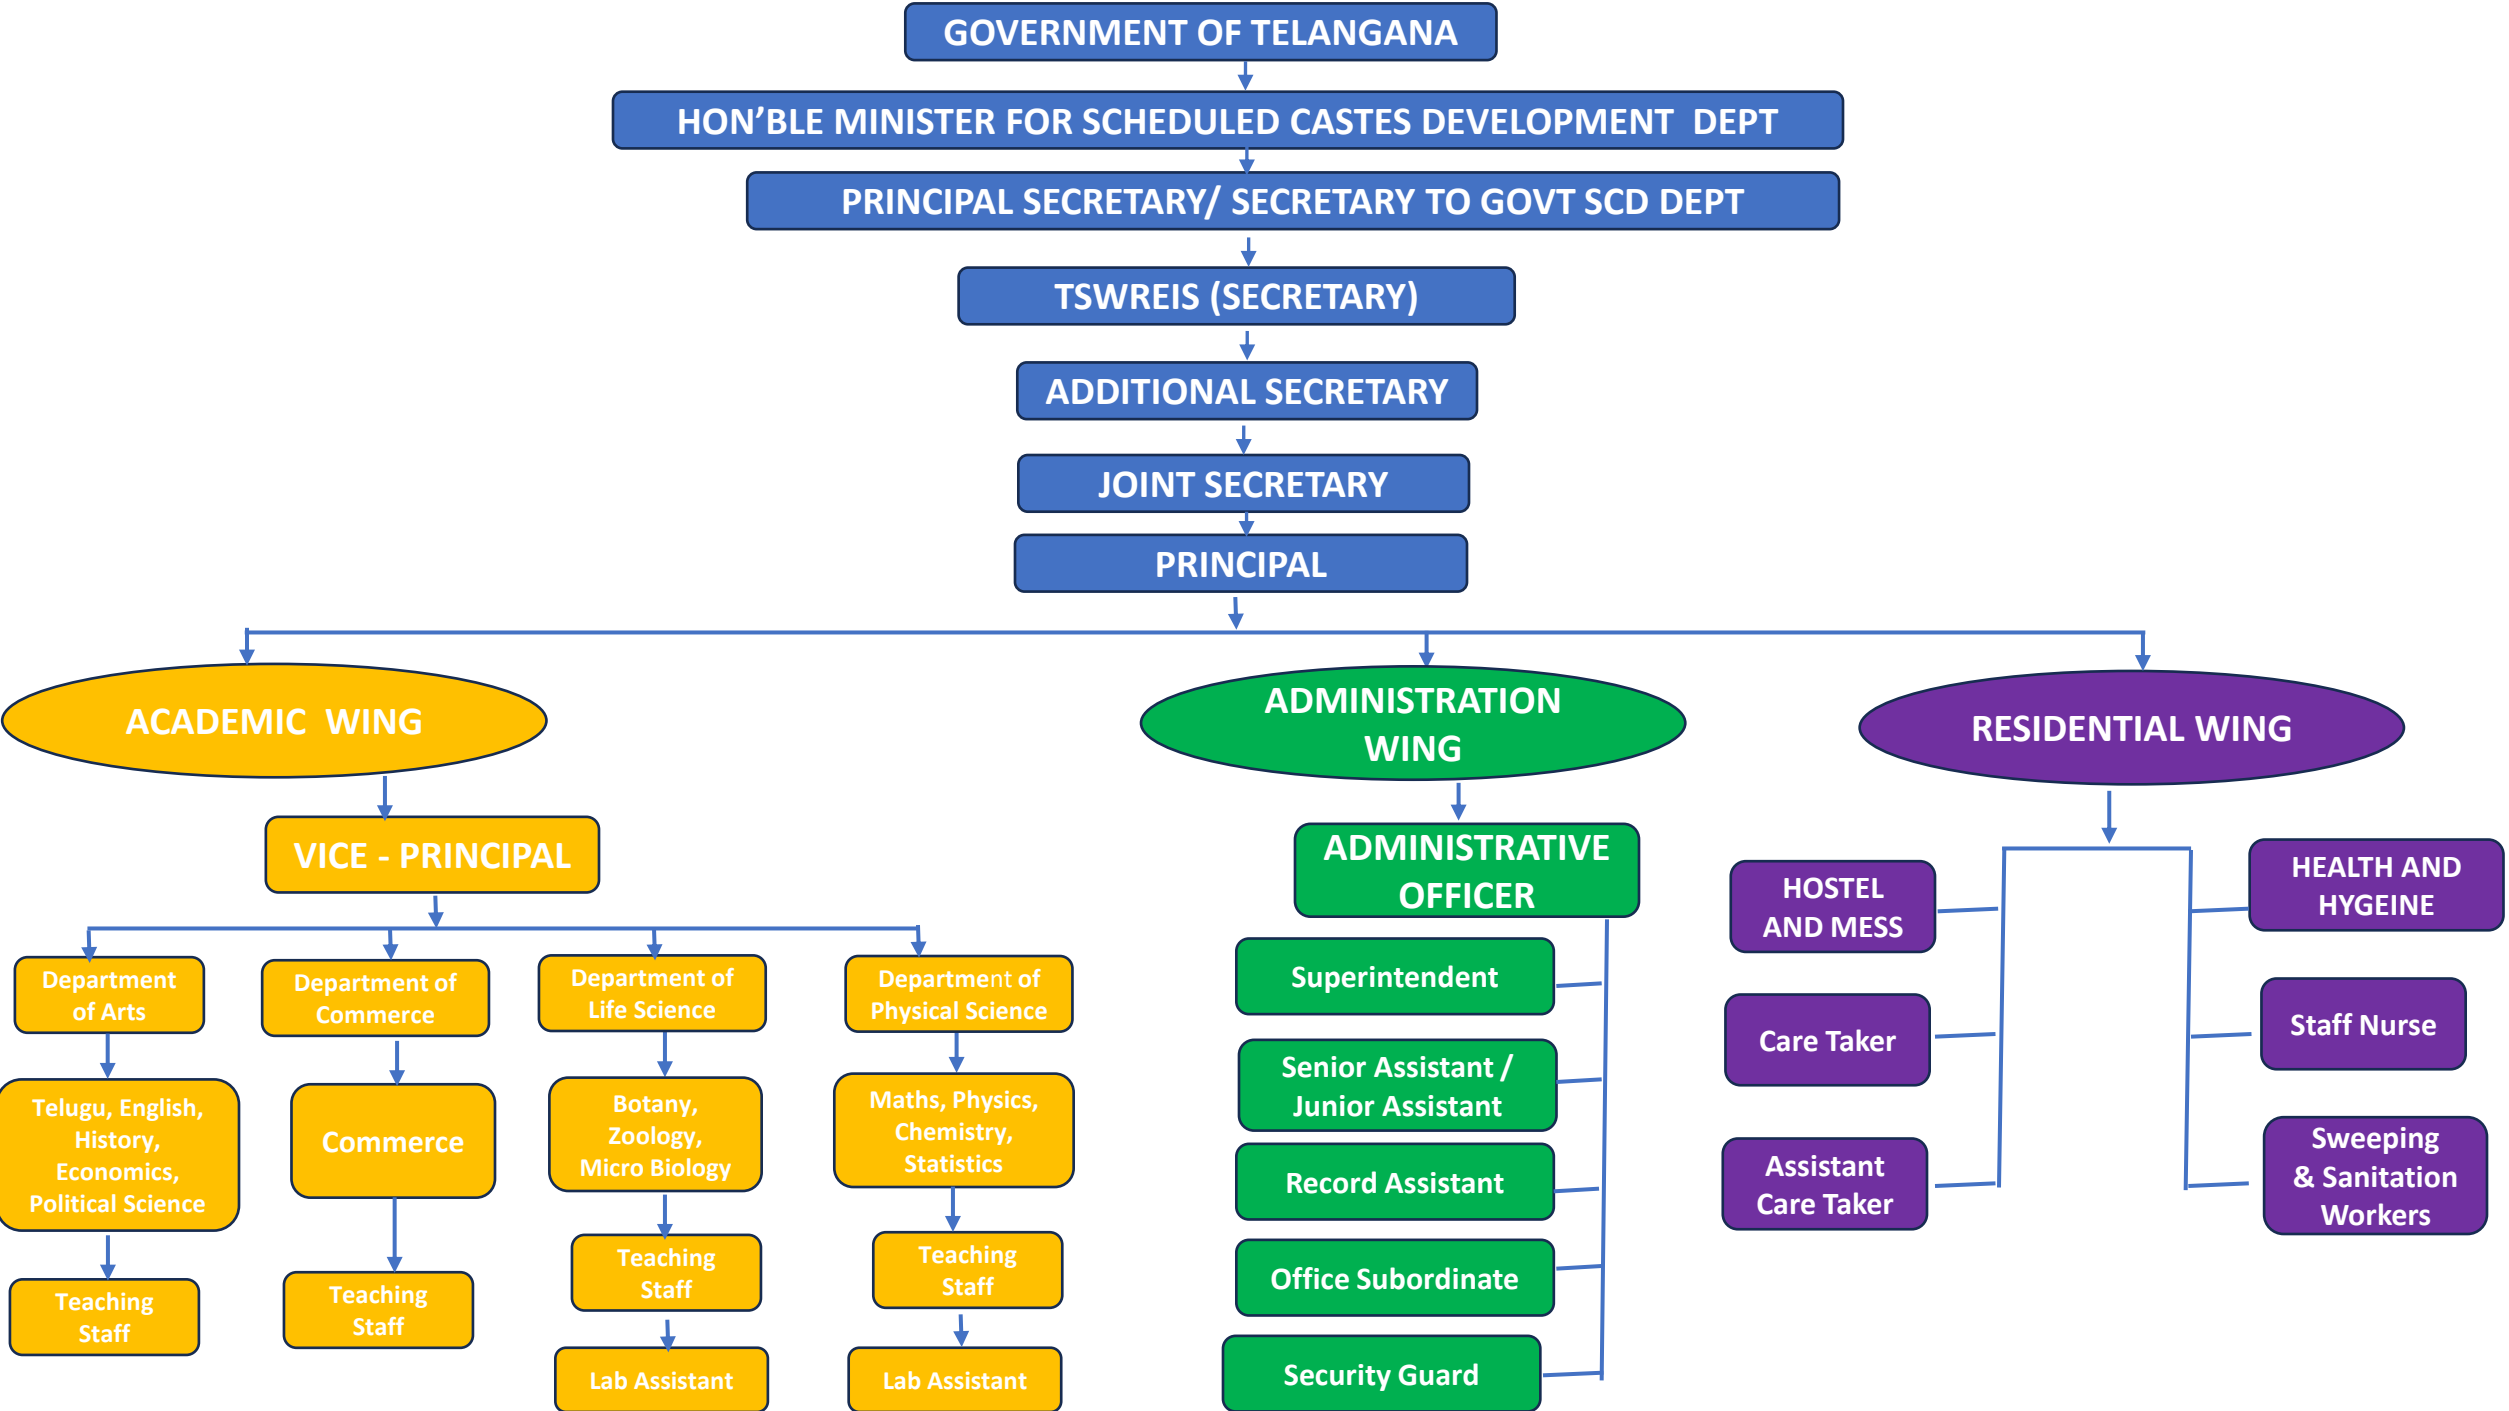 GOVERNMENT OF TELANGANA
HON’BLE MINISTER FOR SCHEDULED CASTES DEVELOPMENT  DEPT
PRINCIPAL SECRETARY/ SECRETARY TO GOVT SCD DEPT
TSWREIS (SECRETARY)
ADDITIONAL SECRETARY
JOINT SECRETARY
PRINCIPAL
ACADEMIC  WING
VICE - PRINCIPAL
Department
of Arts
Telugu, English,
History,
Economics,
Political Science
Teaching
Staff
Department of
Commerce
Commerce
Teaching
Staff
Department of
Life Science
Botany,
Zoology,
Micro Biology
Teaching
Staff
Lab Assistant
Department of
Physical Science
Maths, Physics,
Chemistry,
Statistics
Teaching
Staff
Lab Assistant
ADMINISTRATION
WING
ADMINISTRATIVE
OFFICER
Superintendent
Senior Assistant /
Junior Assistant
Record Assistant
Office Subordinate
Security Guard
RESIDENTIAL WING
HOSTEL
AND MESS
Care Taker
Assistant
Care Taker
HEALTH AND
HYGEINE
Staff Nurse
Sweeping
& Sanitation
Workers